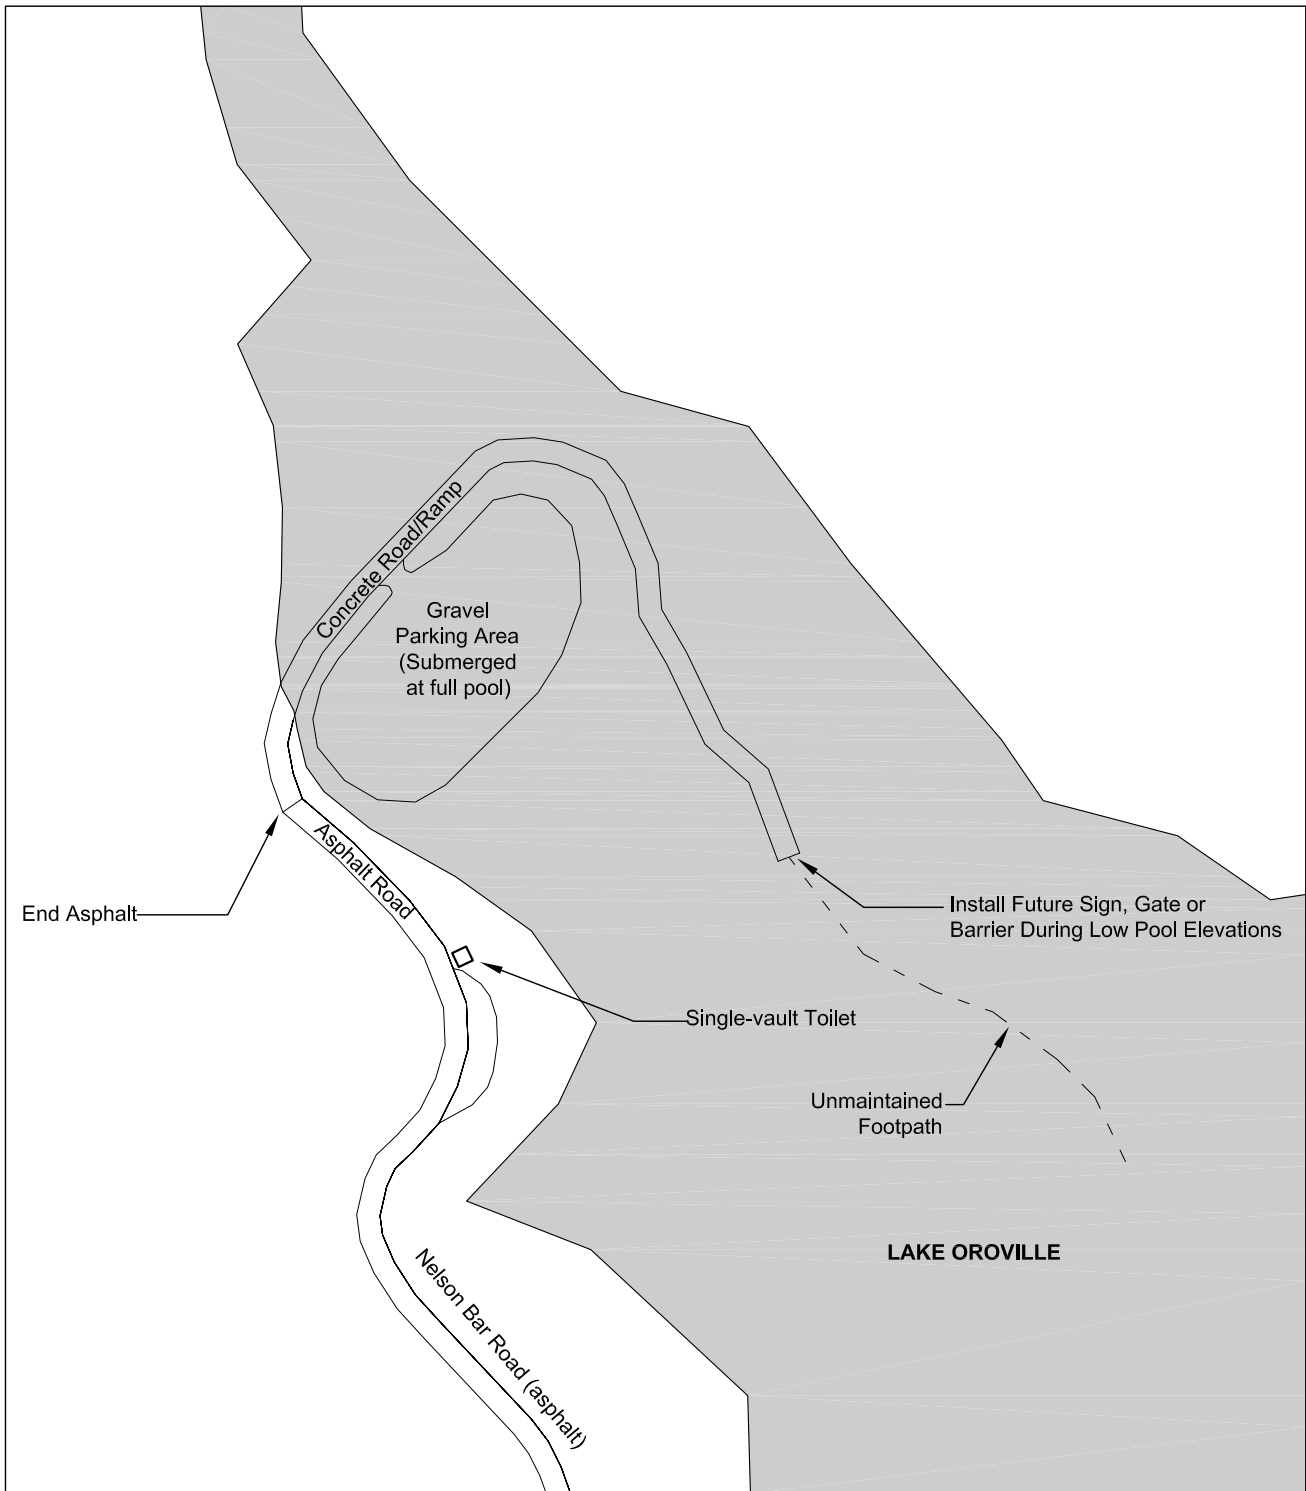 Concrete Road/Ramp
Gravel
Parking Area
(Submerged
at full pool)
Asphalt Road
End Asphalt
Install Future Sign, Gate or
Barrier During Low Pool Elevations
Single-vault Toilet
Unmaintained
Footpath
LAKE OROVILLE
Nelson Bar Road (asphalt)